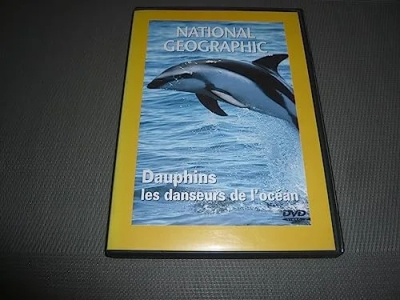 NATIONAL
GEOGRAPHIC
Dauphins
les danseurs de l'océan
DVD